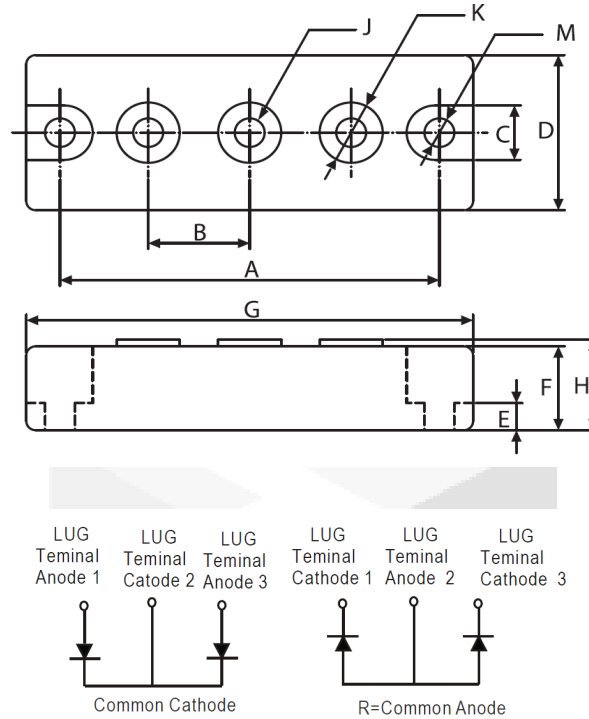 J
K
M
C
D
B
A
G
F
H
E
LUG
Teminal
Anode 1
LUG
Teminal
Catode 2
LUG
Teminal
Anode 3
LUG
Teminal
Cathode 1
LUG
Teminal
Anode 2
LUG
Teminal
Cathode 3
Common Cathode
R=Common Anode